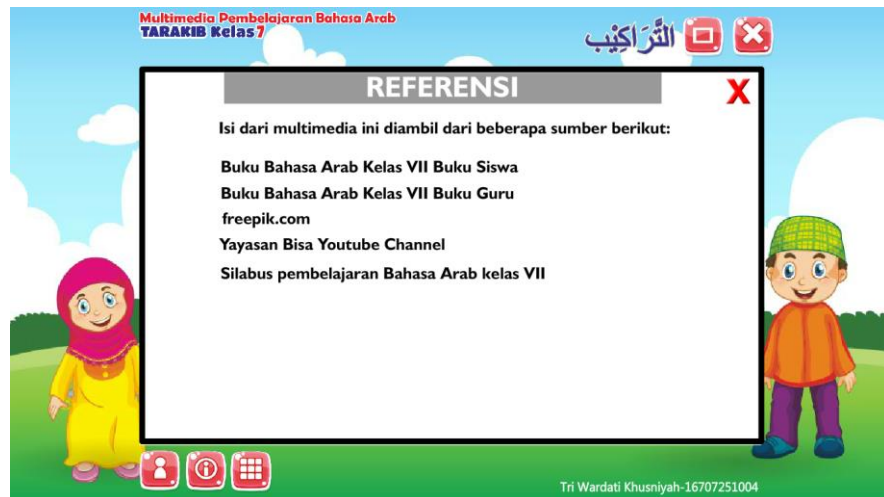 Multimedia Pembelajaran Bahasa Arab
TARAKIB Kelas 7
التَّرَاكِيْب
REFERENSI
X
Isi dari multimedia ini diambil dari beberapa sumber berikut:
Buku Bahasa Arab Kelas VII Buku Siswa
Buku Bahasa Arab Kelas VII Buku Guru
freepik.com
Yayasan Bisa Youtube Channel
Silabus pembelajaran Bahasa Arab kelas VII
Tri Wardati Khusniyah-16707251004